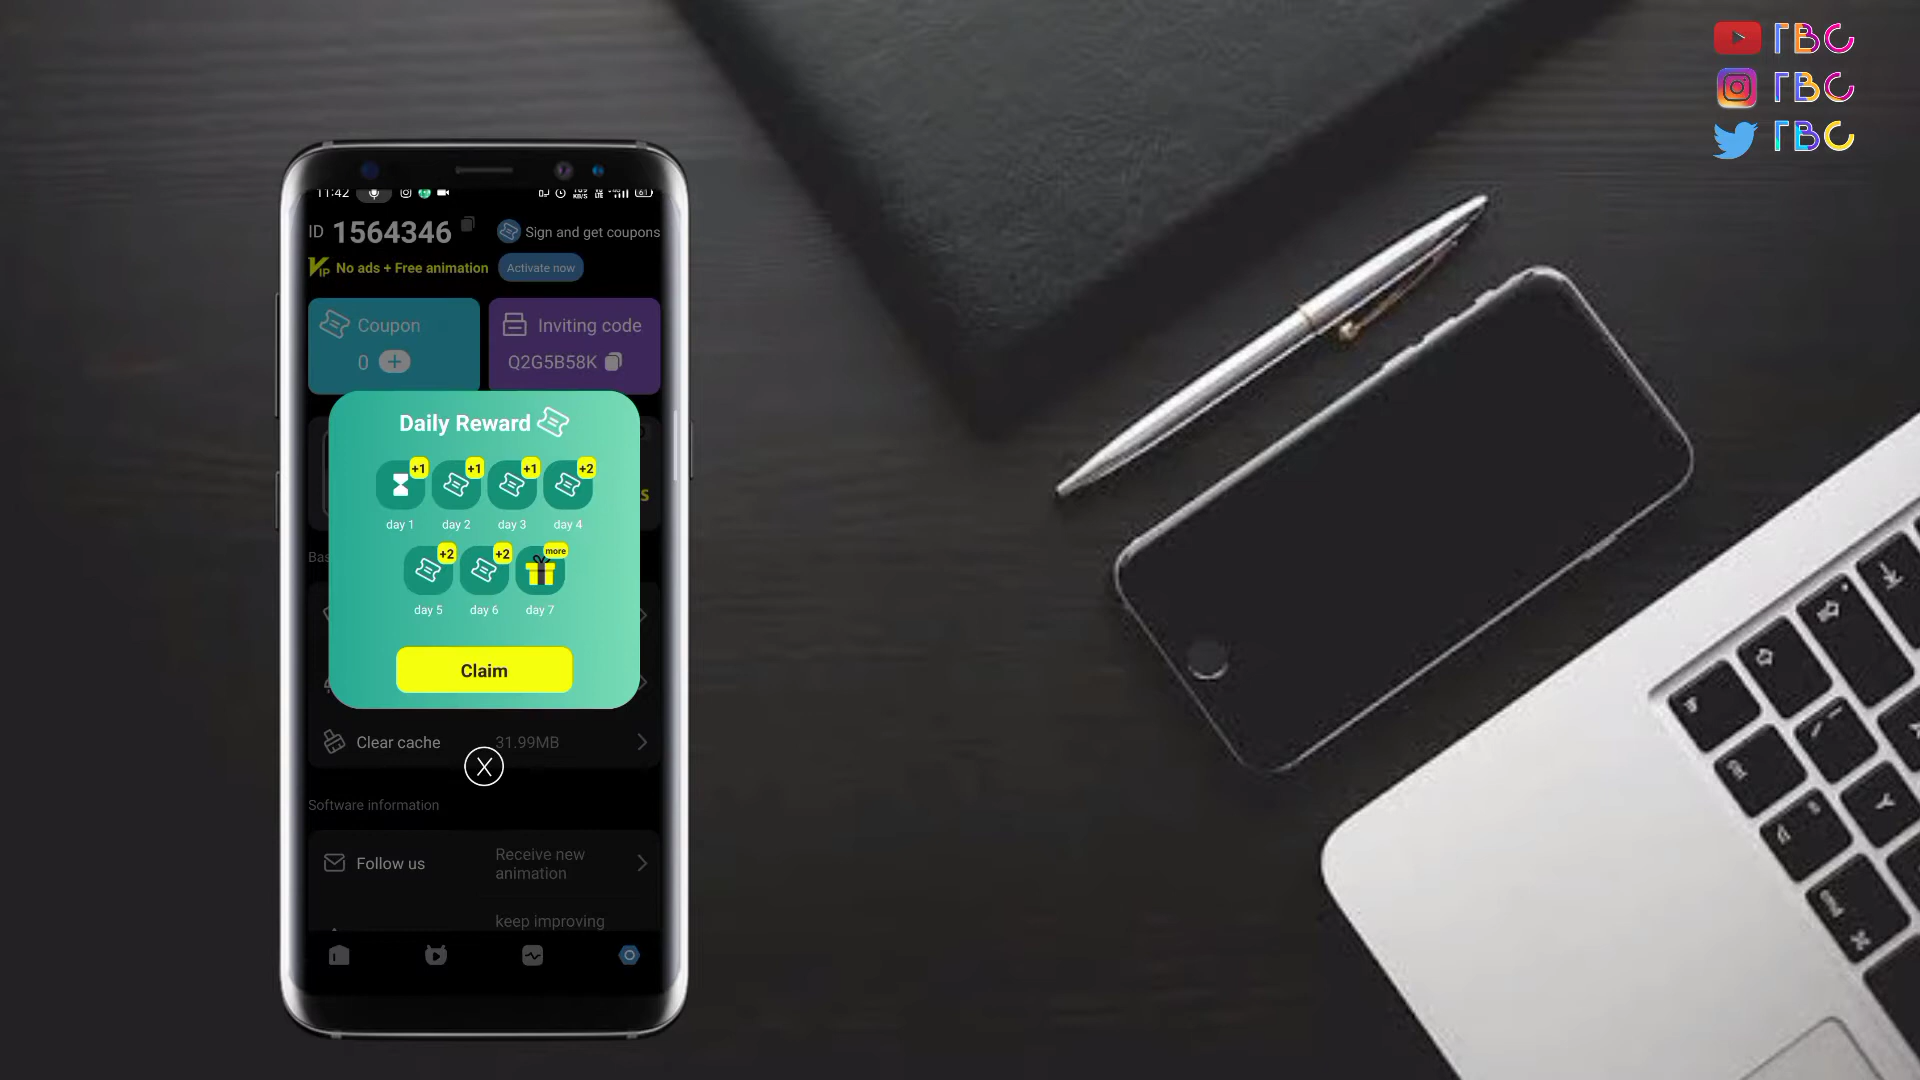 TBC
TBC
TBC
11:42
ID 1564346
Sign and get coupons
VIP No ads + Free animation
Activate now
Coupon
0 +
Inviting code
Q2G5B58K
Daily Reward
+1 +1 +1 +2
day 1 day 2 day 3 day 4
+2 +2 more
day 5 day 6 day 7
Claim
Clear cache
31.99MB
X
Software information
Follow us
Receive new
animation
keep improving